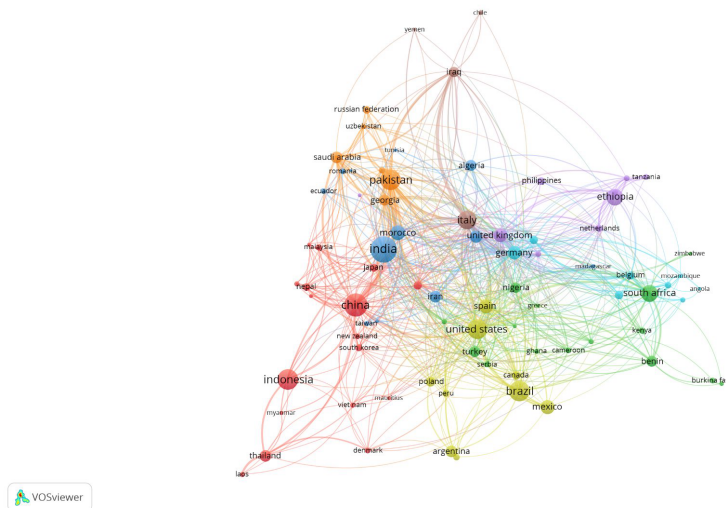 chile
yemen
iraq
russian federation
uzbekistan
tunisia
saudi arabia
romania
algeria
ecuador
pakistan
philippines
tanzania
georgia
ethiopia
italy
morocco
united kingdom
netherlands
india
germany
zimbabwe
malaysia
japan
madagascar
belgium
mozambique
nepal
nigeria
angola
iran
south africa
china
spain
greece
taiwan
united states
kenya
new zealand
south korea
turkey
ghana
cameroon
serbia
benin
indonesia
poland
canada
burkina fa
peru
brazil
mauritius
vietnam
mexico
myanmar
thailand
denmark
argentina
laos
VOSviewer